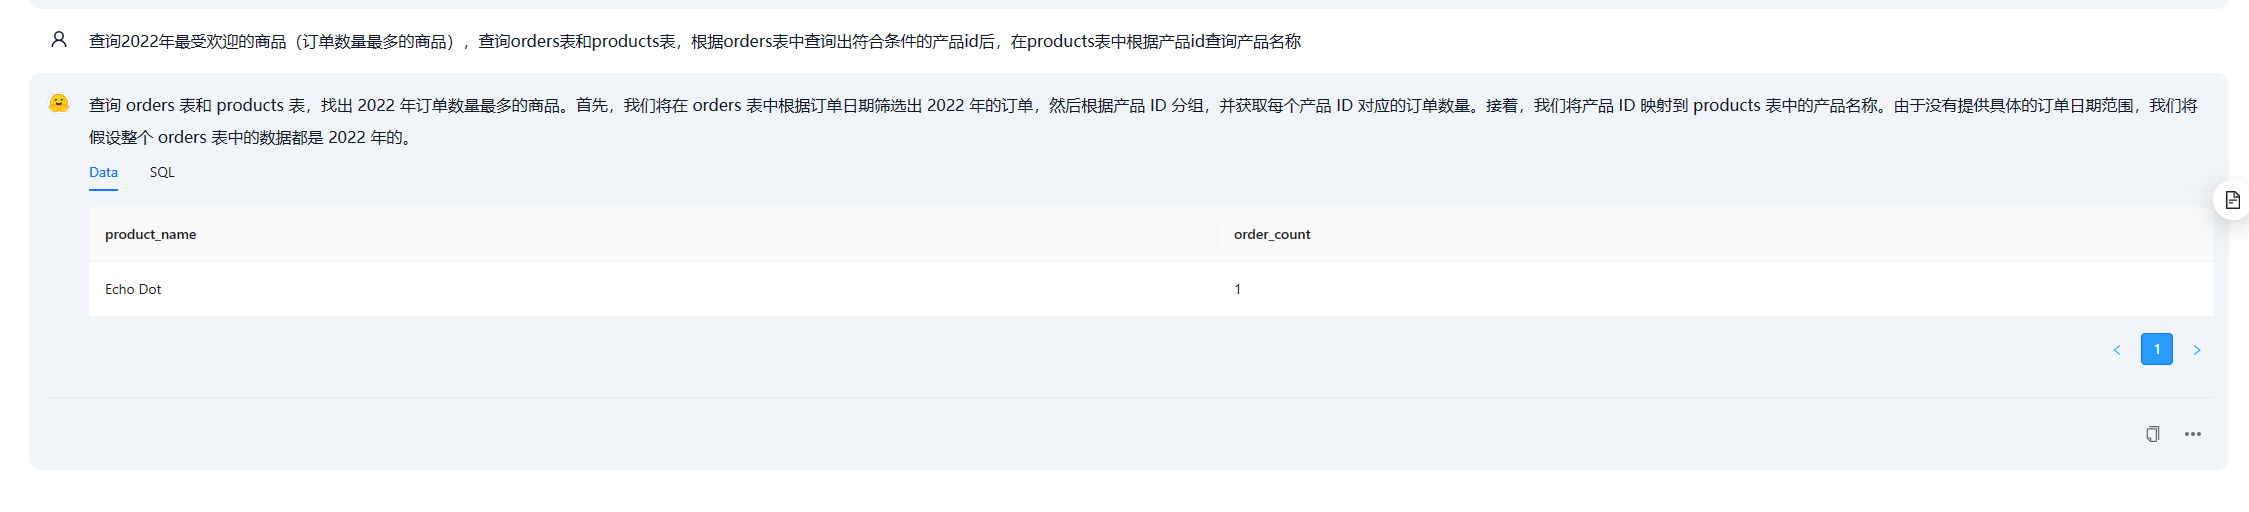 查询2022年最受欢迎的商品（订单数量最多的商品），查询orders表和products表，根据orders表中查询出符合条件的产品id后，在products表中根据产品id查询产品名称
查询 orders 表和 products 表，找出 2022 年订单数量最多的商品。首先，我们将在 orders 表中根据订单日期筛选出 2022 年的订单，然后根据产品 ID 分组，并获取每个产品 ID 对应的订单数量。接着，我们将产品 ID 映射到 products 表中的产品名称。由于没有提供具体的订单日期范围，我们将
假设整个 orders 表中的数据都是 2022 年的。
Data SQL
product_name order_count
Echo Dot 1
< 1 >